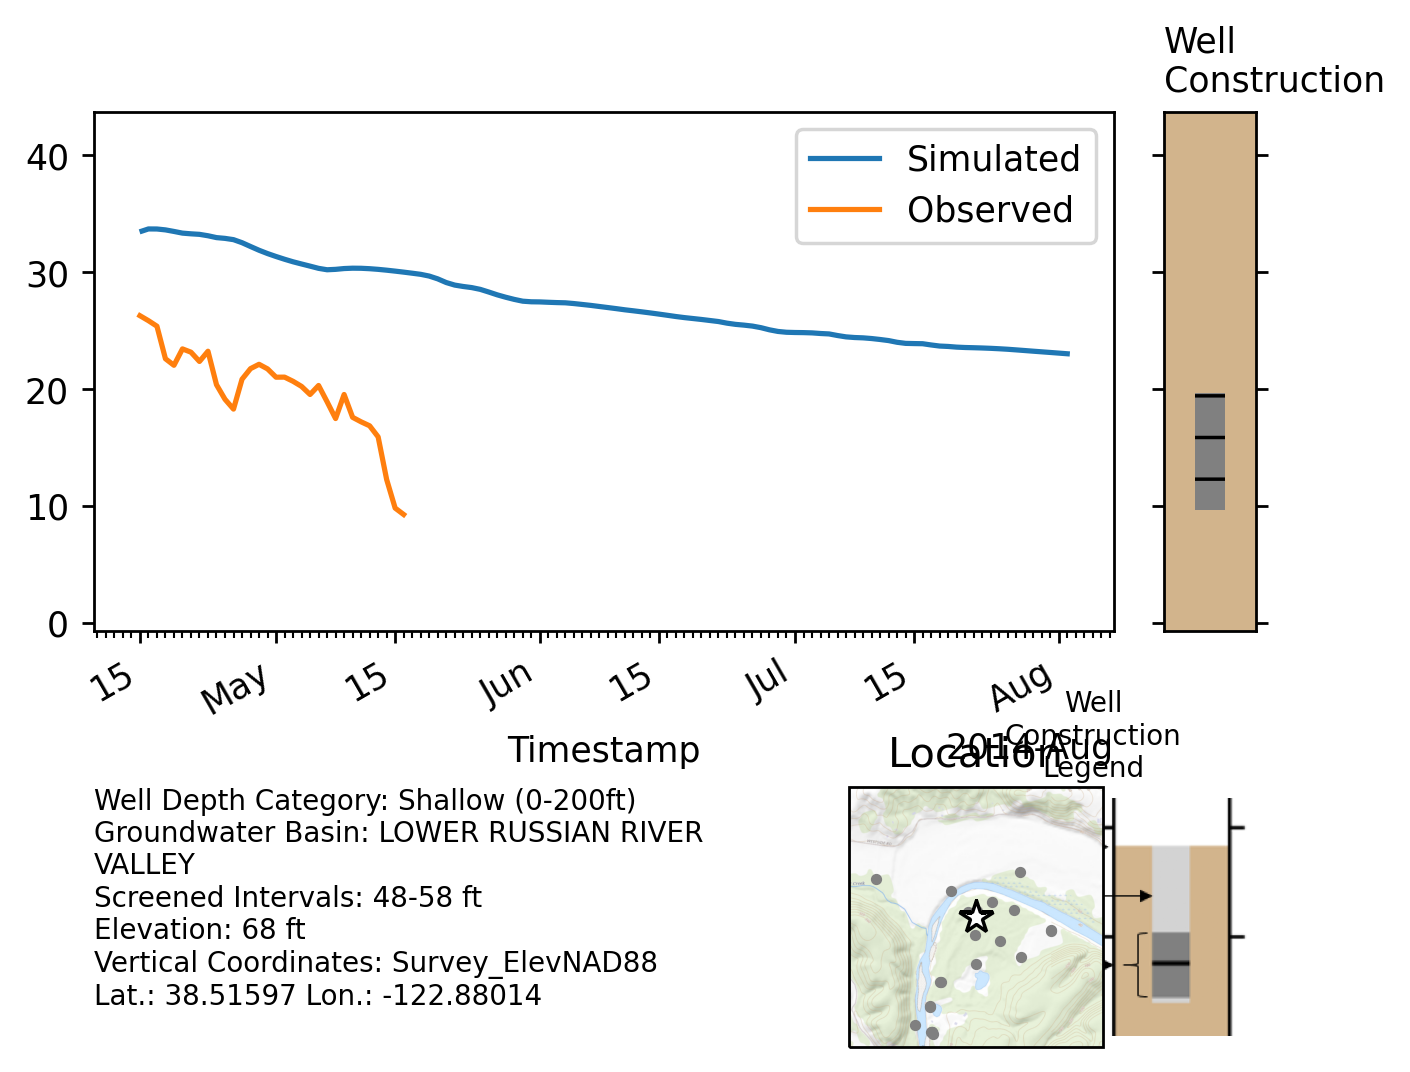 Well
Construction
40
30
20
10
0
Simulated
Observed
15
May
15
Jun
15
Jul
15
Aug
Timestamp
2014-Aug
Well
Construction
Legend
Location
Well Depth Category: Shallow (0-200ft)
Groundwater Basin: LOWER RUSSIAN RIVER
VALLEY
Screened Intervals: 48-58 ft
Elevation: 68 ft
Vertical Coordinates: Survey_ElevNAD88
Lat.: 38.51597 Lon.: -122.88014